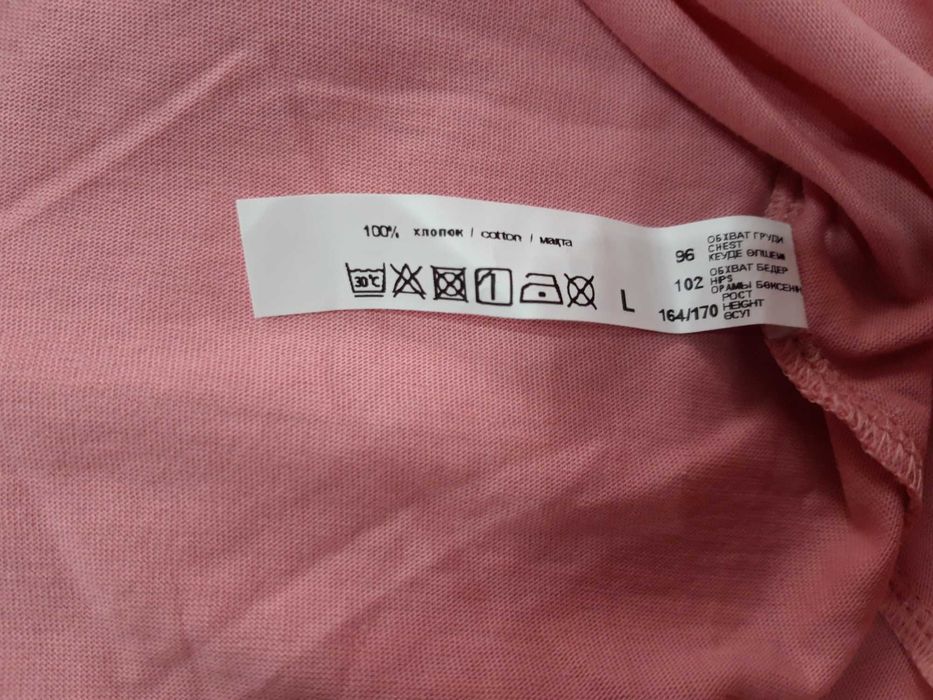 100% хлопок / cotton / мақта
30°C
L
96 ОБХВАТ ГРУДИ
CHEST
КЕУДЕ ӨЛШЕМІ
102 ОБХВАТ БЕДЕР
HIPS
ОРАМЫ БӨКСЕНІҢ
164/170 РОСТ
HEIGHT
ӨСУІ